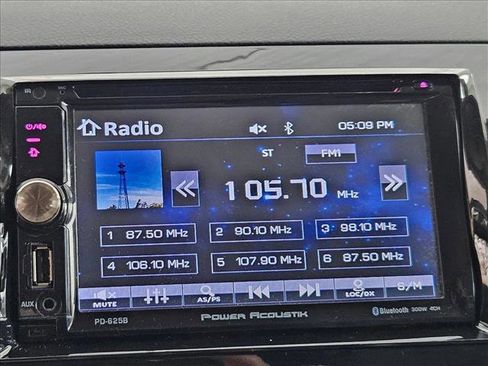 IR MIC
Radio 05:09 PM
ST FM1
105.70 MHz
1 87.50 MHz 2 90.10 MHz 3 98.10 MHz
4 106.10 MHz 5 107.90 MHz 6 87.50 MHz
MUTE AS/PS LOC/DX S/M
AUX
PD-625B POWER ACOUSTIK Bluetooth 300W 4CH